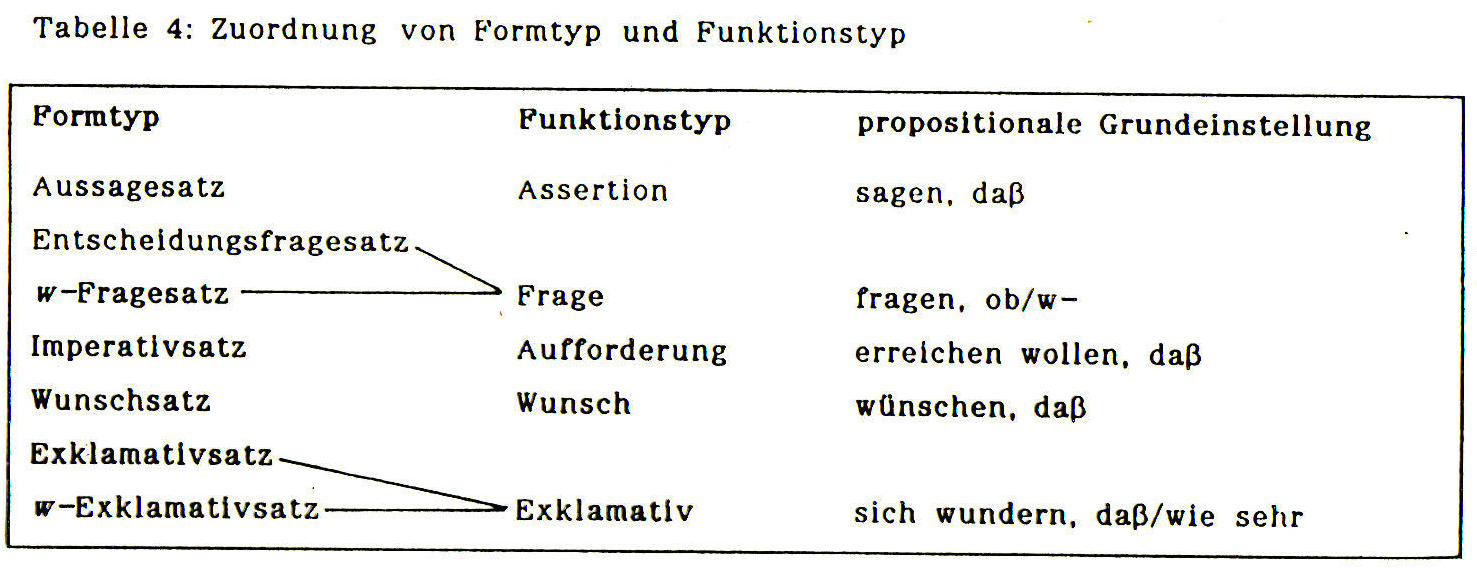 Tabelle 4: Zuordnung von Formtyp und Funktionstyp
Formtyp Funktionstyp propositionale Grundeinstellung
Aussagesatz Assertion sagen, daß
Entscheidungsfragesatz
w-Fragesatz Frage fragen, ob/w-
Imperativsatz Aufforderung erreichen wollen, daß
Wunschsatz Wunsch wünschen, daß
Exklamativsatz
w-Exklamativsatz Exklamativ sich wundern, daß/wie sehr